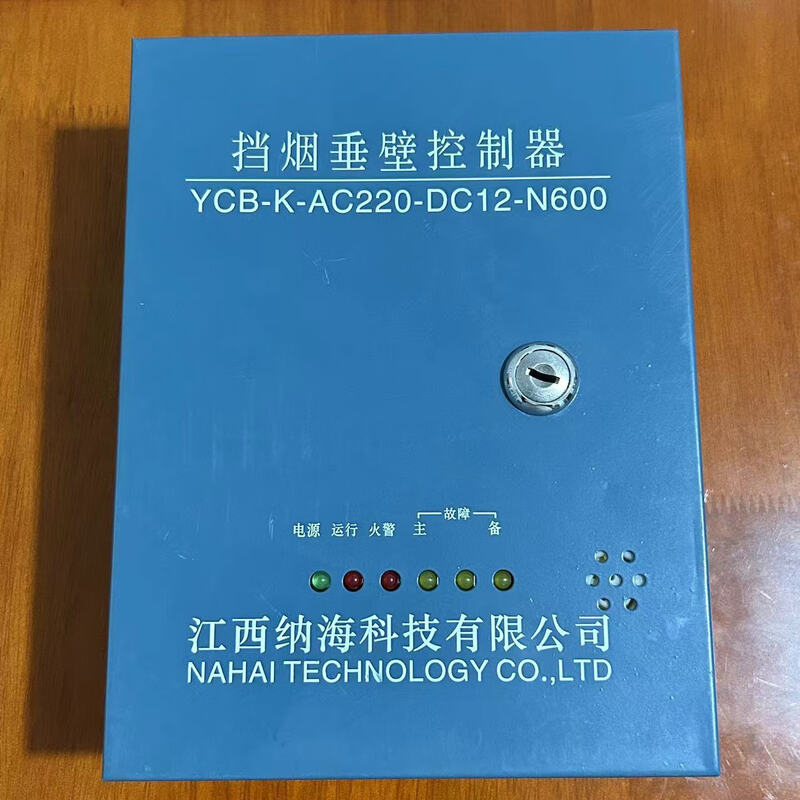 挡烟垂壁控制器
YCB-K-AC220-DC12-N600
故障
电源 运行 火警 主 备
江西纳海科技有限公司
NAHAI TECHNOLOGY CO.,LTD